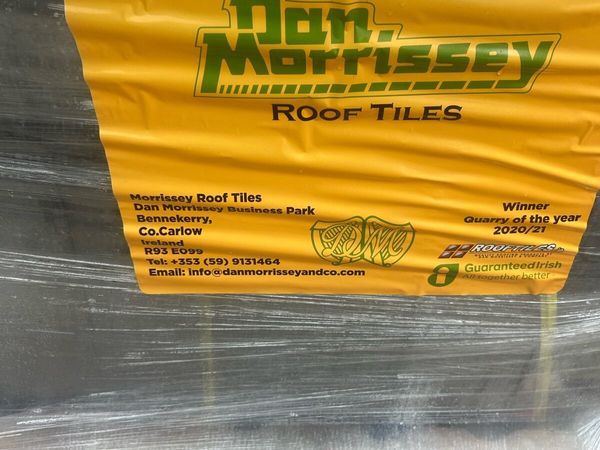 Dan
Morrissey
ROOF TILES
Morrissey Roof Tiles
Dan Morrissey Business Park
Bennekerry,
Co.Carlow
Ireland
R93 E099
Tel: +353 (59) 9131464
Email: info@danmorrisseyandco.com
Winner
Quarry of the year
2020/21
ROOFTILES
GuaranteedIrish
All together better